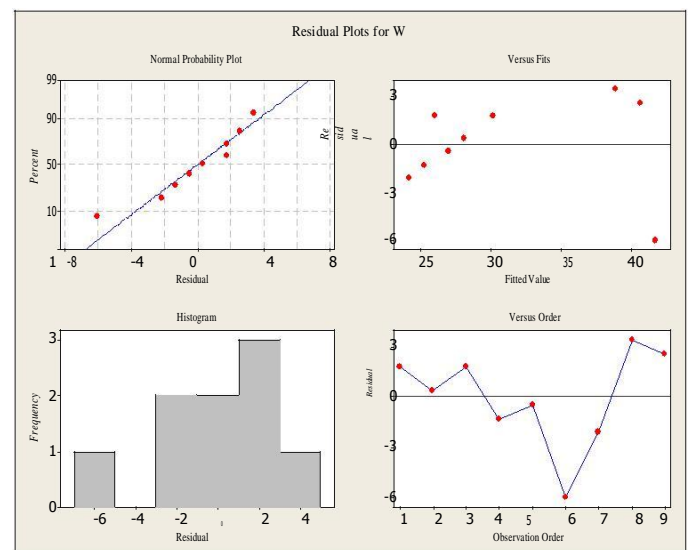 Residual Plots for W
Normal Probability Plot
99
90
50
10
1
Percent
-8 -4 0 4 8
Residual
Versus Fits
3
0
-3
-6
Re
sid
ua
l
25 30 35 40
Fitted Value
Histogram
3
2
1
0
Frequency
-6 -4 -2 2 4
Residual
Versus Order
3
0
-3
-6
Residual
1 2 3 4 5 6 7 8 9
Observation Order